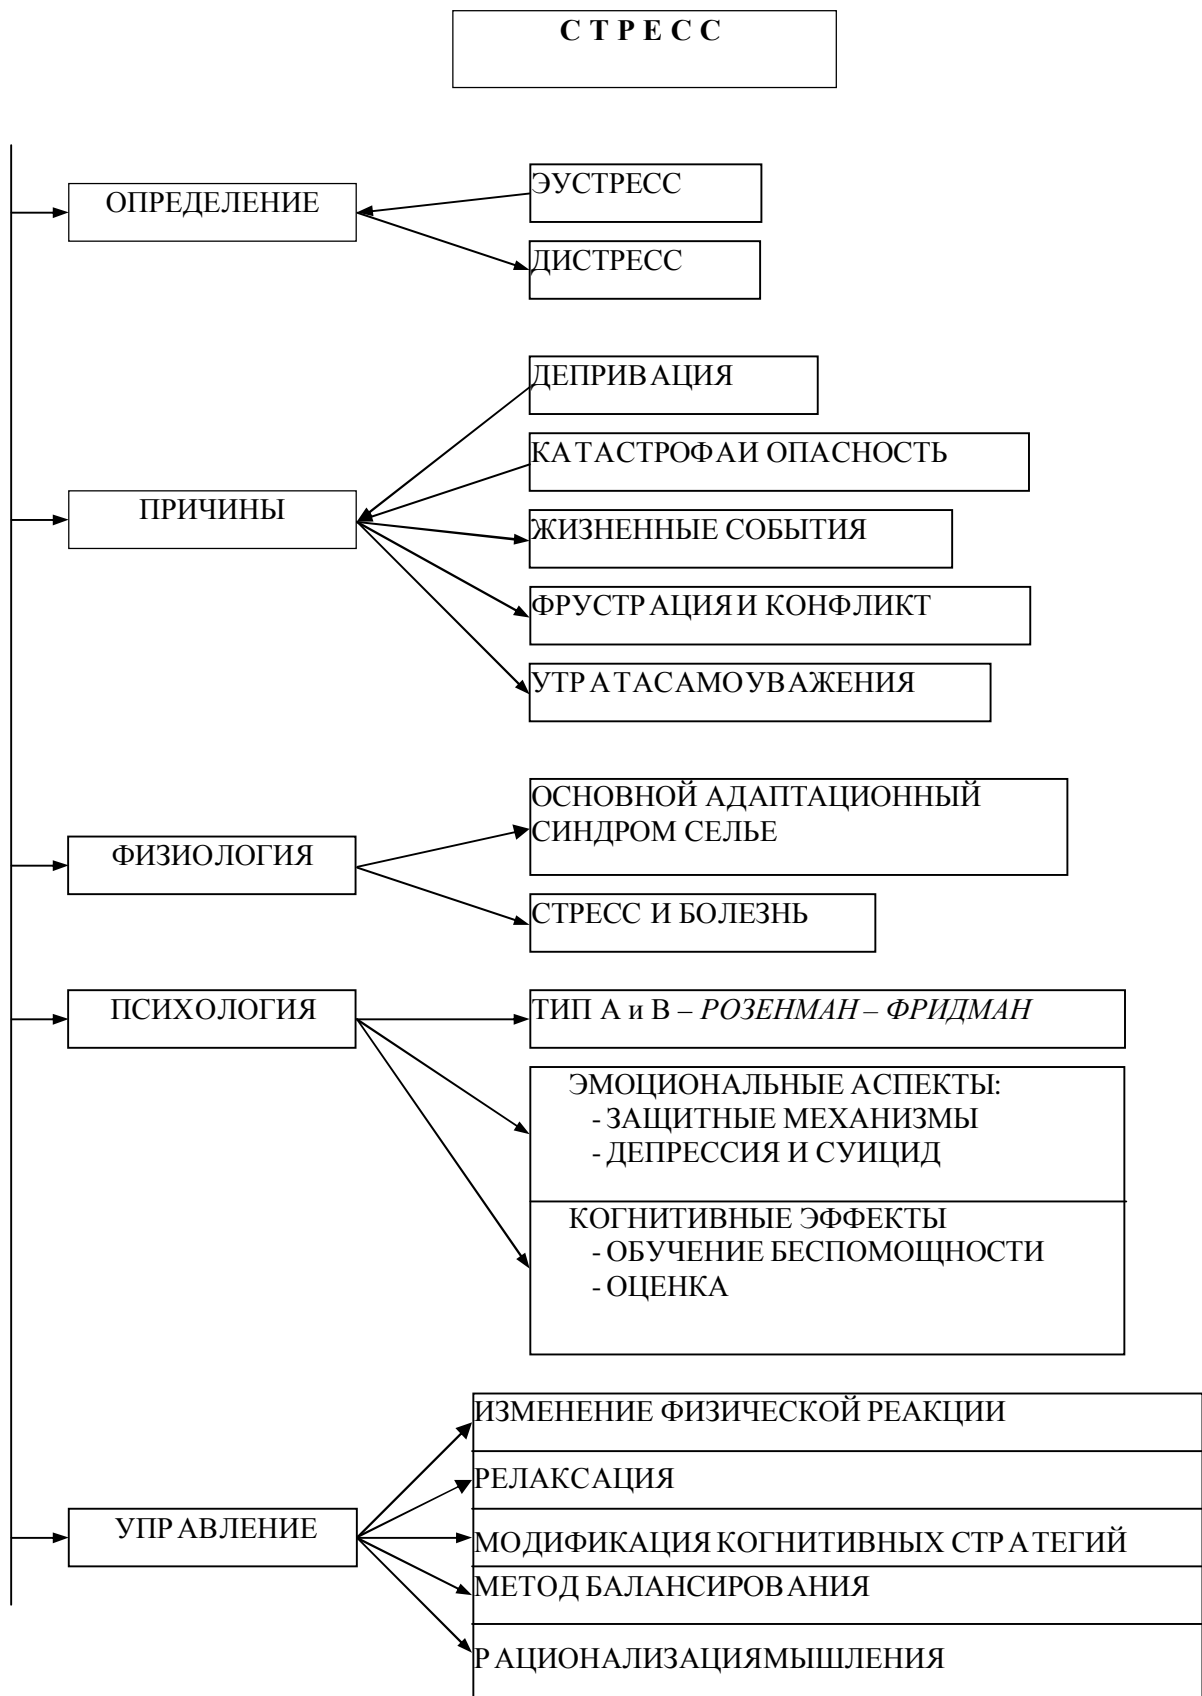 С Т Р Е С С
ОПРЕДЕЛЕНИЕ
ЭУСТРЕСС
ДИСТРЕСС
ПРИЧИНЫ
ДЕПРИВАЦИЯ
КАТАСТРОФАИ ОПАСНОСТЬ
ЖИЗНЕННЫЕ СОБЫТИЯ
ФРУСТРАЦИЯ И КОНФЛИКТ
УТРАТАСАМОУВАЖЕНИЯ
ФИЗИОЛОГИЯ
ОСНОВНОЙ АДАПТАЦИОННЫЙ
СИНДРОМ СЕЛЬЕ
СТРЕСС И БОЛЕЗНЬ
ПСИХОЛОГИЯ
ТИП А и В – РОЗЕНМАН – ФРИДМАН
ЭМОЦИОНАЛЬНЫЕ АСПЕКТЫ:
- ЗАЩИТНЫЕ МЕХАНИЗМЫ
- ДЕПРЕССИЯ И СУИЦИД
КОГНИТИВНЫЕ ЭФФЕКТЫ
- ОБУЧЕНИЕ БЕСПОМОЩНОСТИ
- ОЦЕНКА
УПРАВЛЕНИЕ
ИЗМЕНЕНИЕ ФИЗИЧЕСКОЙ РЕАКЦИИ
РЕЛАКСАЦИЯ
МОДИФИКАЦИЯ КОГНИТИВНЫХ СТРАТЕГИЙ
МЕТОД БАЛАНСИРОВАНИЯ
РАЦИОНАЛИЗАЦИЯМЫШЛЕНИЯ